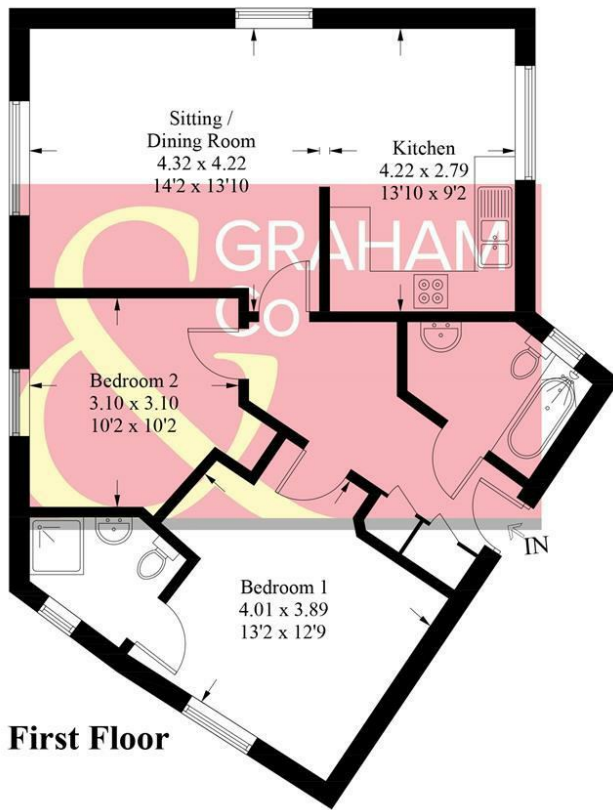 Sitting /
Dining Room
4.32 x 4.22
14'2 x 13'10
Kitchen
4.22 x 2.79
13'10 x 9'2
GRAHAM
& Co
Bedroom 2
3.10 x 3.10
10'2 x 10'2
IN
Bedroom 1
4.01 x 3.89
13'2 x 12'9
First Floor